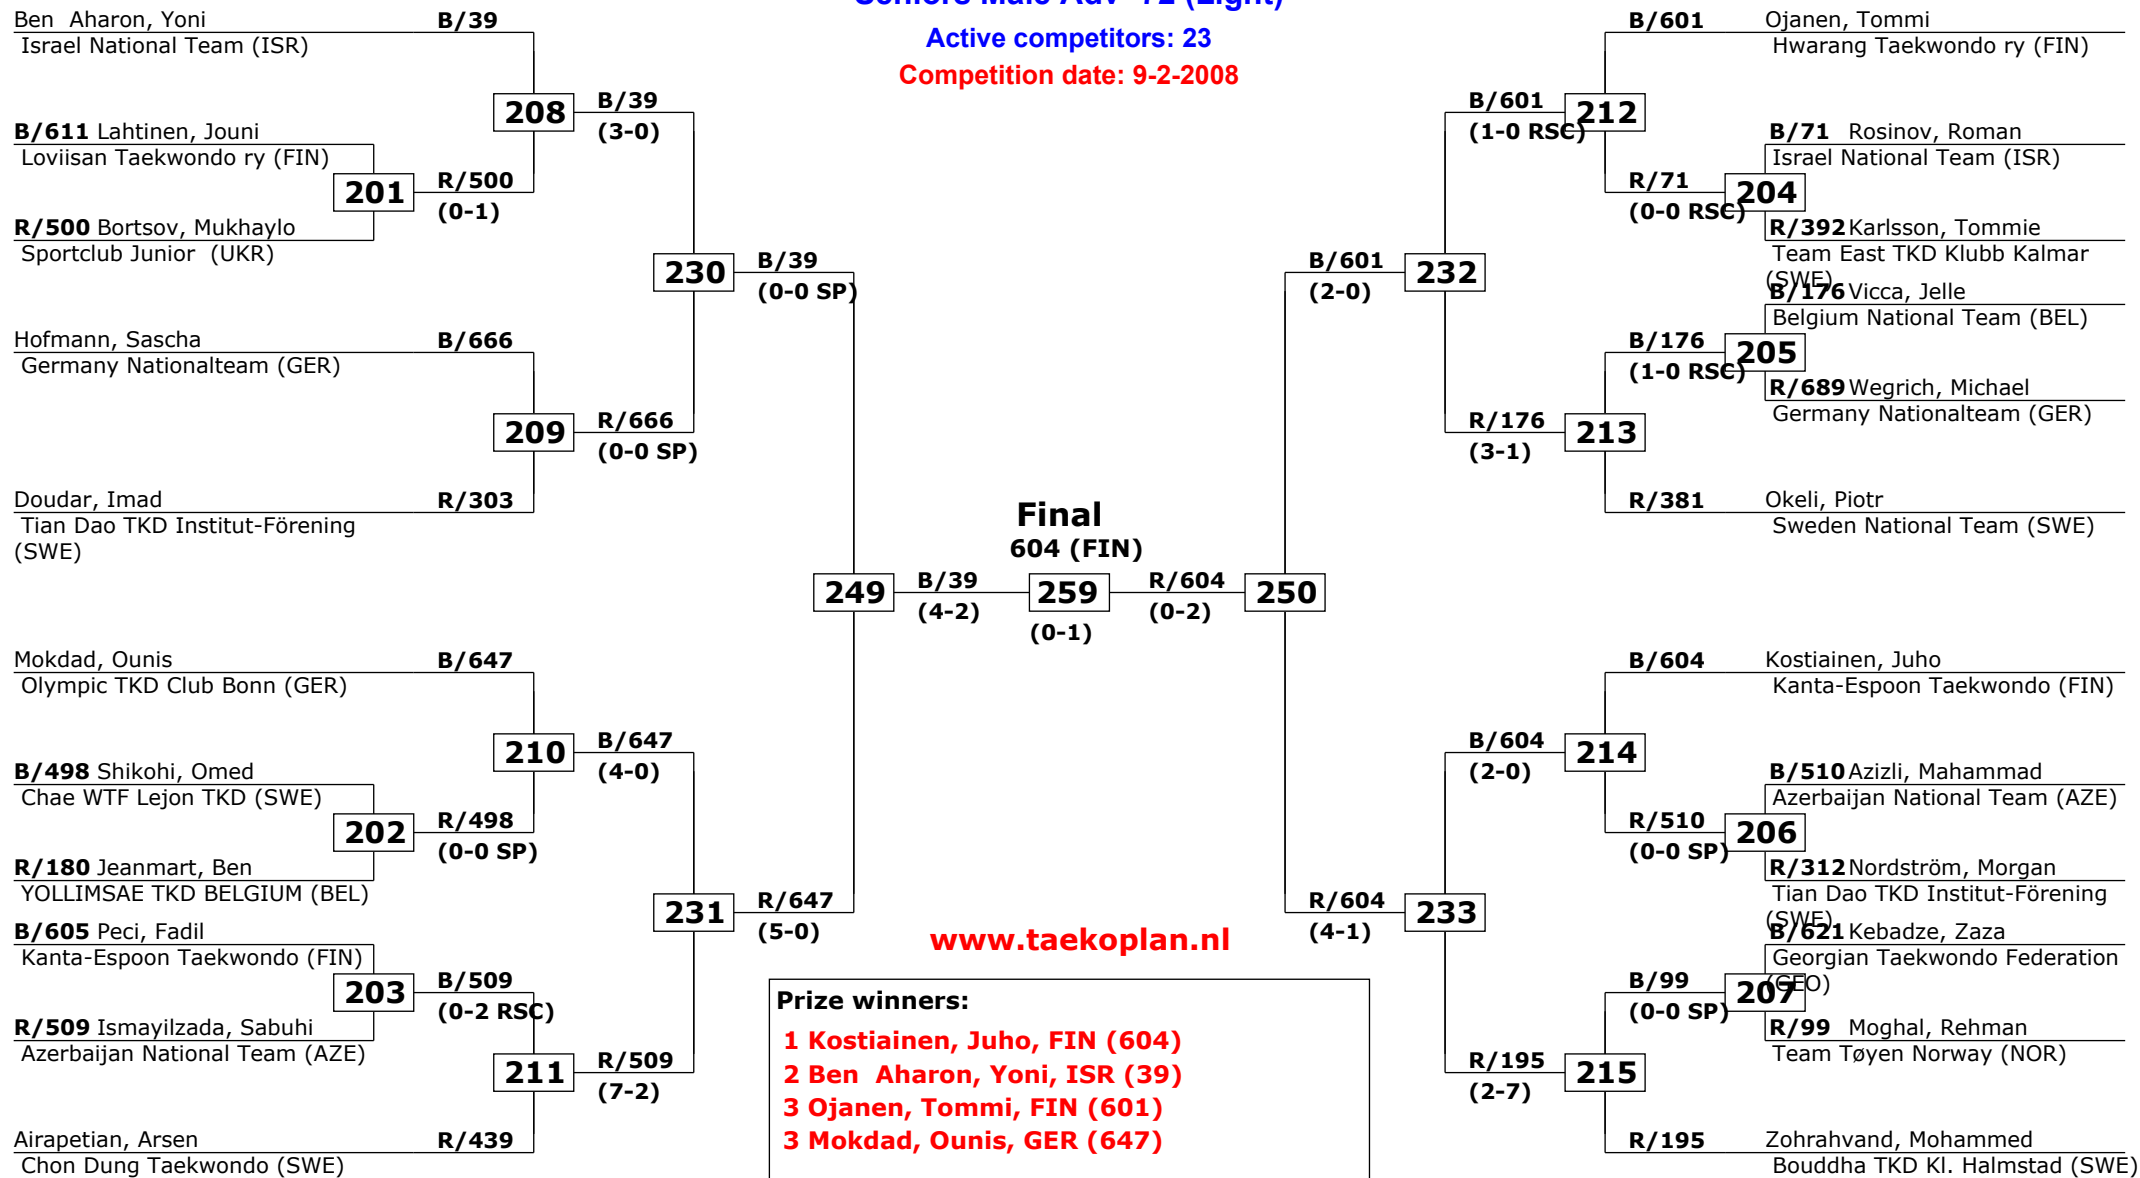 Seniors Male Adv -72 (Light)
Active competitors: 23
Competition date: 9-2-2008
Ben  Aharon, Yoni B/39
Israel National Team (ISR)
B/611 Lahtinen, Jouni
Loviisan Taekwondo ry (FIN)
R/500 Bortsov, Mukhaylo
Sportclub Junior  (UKR)
201
R/500
(0-1)
208
B/39
(3-0)
Hofmann, Sascha B/666
Germany Nationalteam (GER)
Doudar, Imad R/303
Tian Dao TKD Institut-Förening
(SWE)
209
R/666
(0-0 SP)
230
B/39
(0-0 SP)
Mokdad, Ounis B/647
Olympic TKD Club Bonn (GER)
B/498 Shikohi, Omed
Chae WTF Lejon TKD (SWE)
R/180 Jeanmart, Ben
YOLLIMSAE TKD BELGIUM (BEL)
202
R/498
(0-0 SP)
210
B/647
(4-0)
B/605 Peci, Fadil
Kanta-Espoon Taekwondo (FIN)
R/509 Ismayilzada, Sabuhi
Azerbaijan National Team (AZE)
203
B/509
(0-2 RSC)
Airapetian, Arsen R/439
Chon Dung Taekwondo (SWE)
211
R/509
(7-2)
231
R/647
(5-0)
249
B/39
(4-2)
Final
604 (FIN)
259
(0-1)
R/604
(0-2)
250
B/601 Ojanen, Tommi
Hwarang Taekwondo ry (FIN)
B/71 Rosinov, Roman
Israel National Team (ISR)
R/392 Karlsson, Tommie
Team East TKD Klubb Kalmar
(SWE)
204
R/71
(0-0 RSC)
212
B/601
(1-0 RSC)
B/176 Vicca, Jelle
Belgium National Team (BEL)
R/689 Wegrich, Michael
Germany Nationalteam (GER)
205
B/176
(1-0 RSC)
R/381 Okeli, Piotr
Sweden National Team (SWE)
213
R/176
(3-1)
232
B/601
(2-0)
B/604 Kostiainen, Juho
Kanta-Espoon Taekwondo (FIN)
B/510 Azizli, Mahammad
Azerbaijan National Team (AZE)
R/312 Nordström, Morgan
Tian Dao TKD Institut-Förening
(SWE)
206
R/510
(0-0 SP)
214
B/604
(2-0)
B/621 Kebadze, Zaza
Georgian Taekwondo Federation
(GEO)
R/99 Moghal, Rehman
Team Tøyen Norway (NOR)
207
B/99
(0-0 SP)
R/195 Zohrahvand, Mohammed
Bouddha TKD Kl. Halmstad (SWE)
215
R/195
(2-7)
233
R/604
(4-1)
www.taekoplan.nl
Prize winners:
1 Kostiainen, Juho, FIN (604)
2 Ben  Aharon, Yoni, ISR (39)
3 Ojanen, Tommi, FIN (601)
3 Mokdad, Ounis, GER (647)